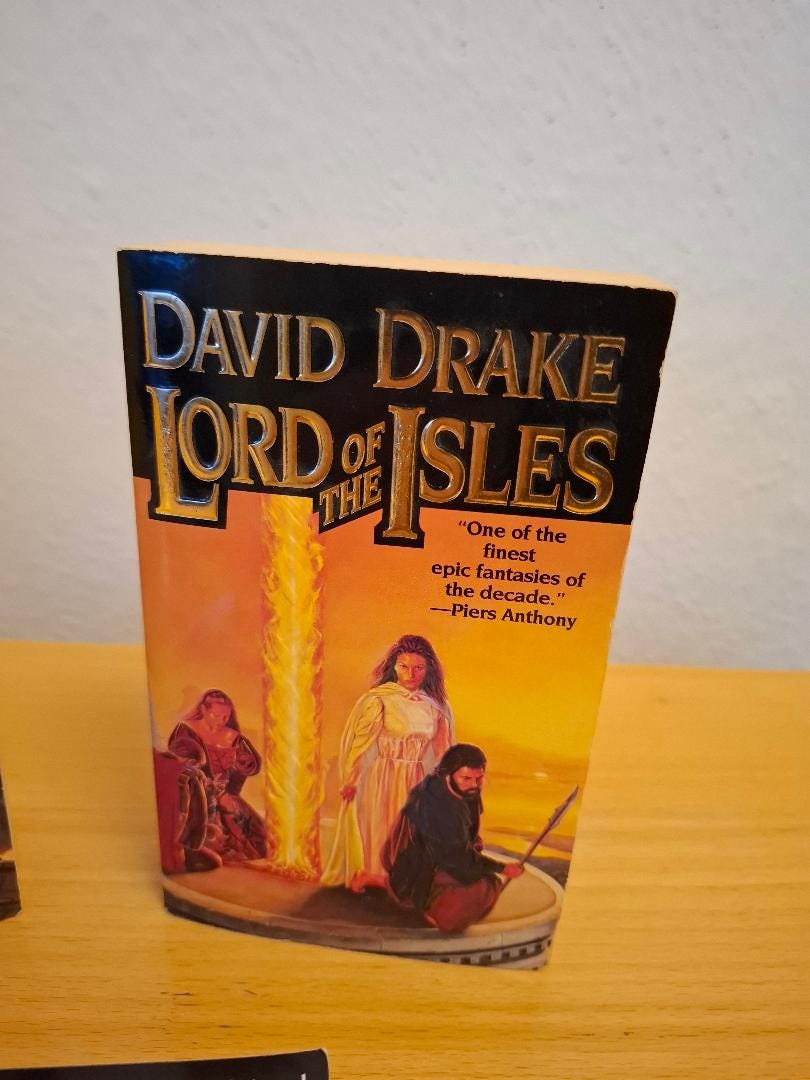 DAVID DRAKE
LORD OF THE ISLES
"One of the
finest
epic fantasies of
the decade."
—Piers Anthony